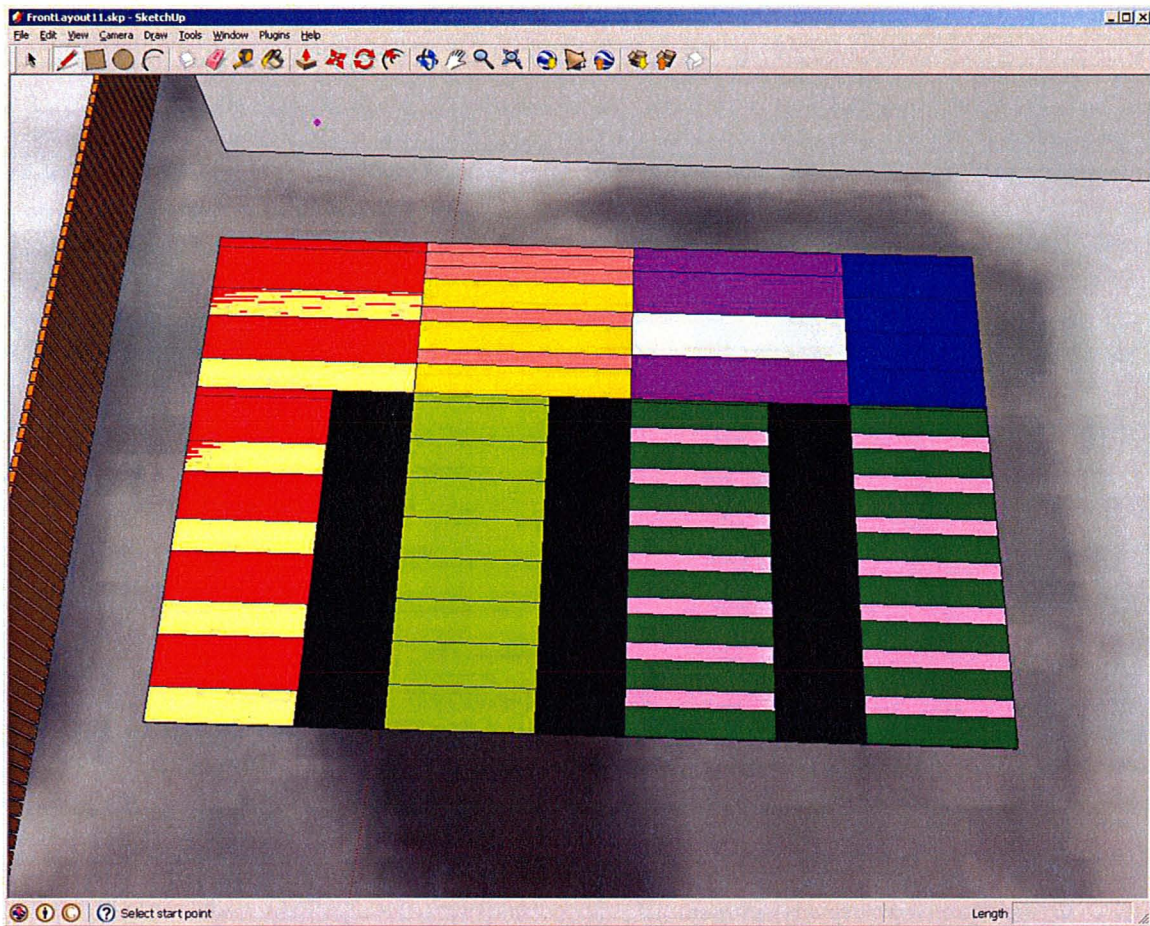 FrontLayout11.skp - SketchUp
File Edit View Camera Draw Tools Window Plugins Help
Select start point Length